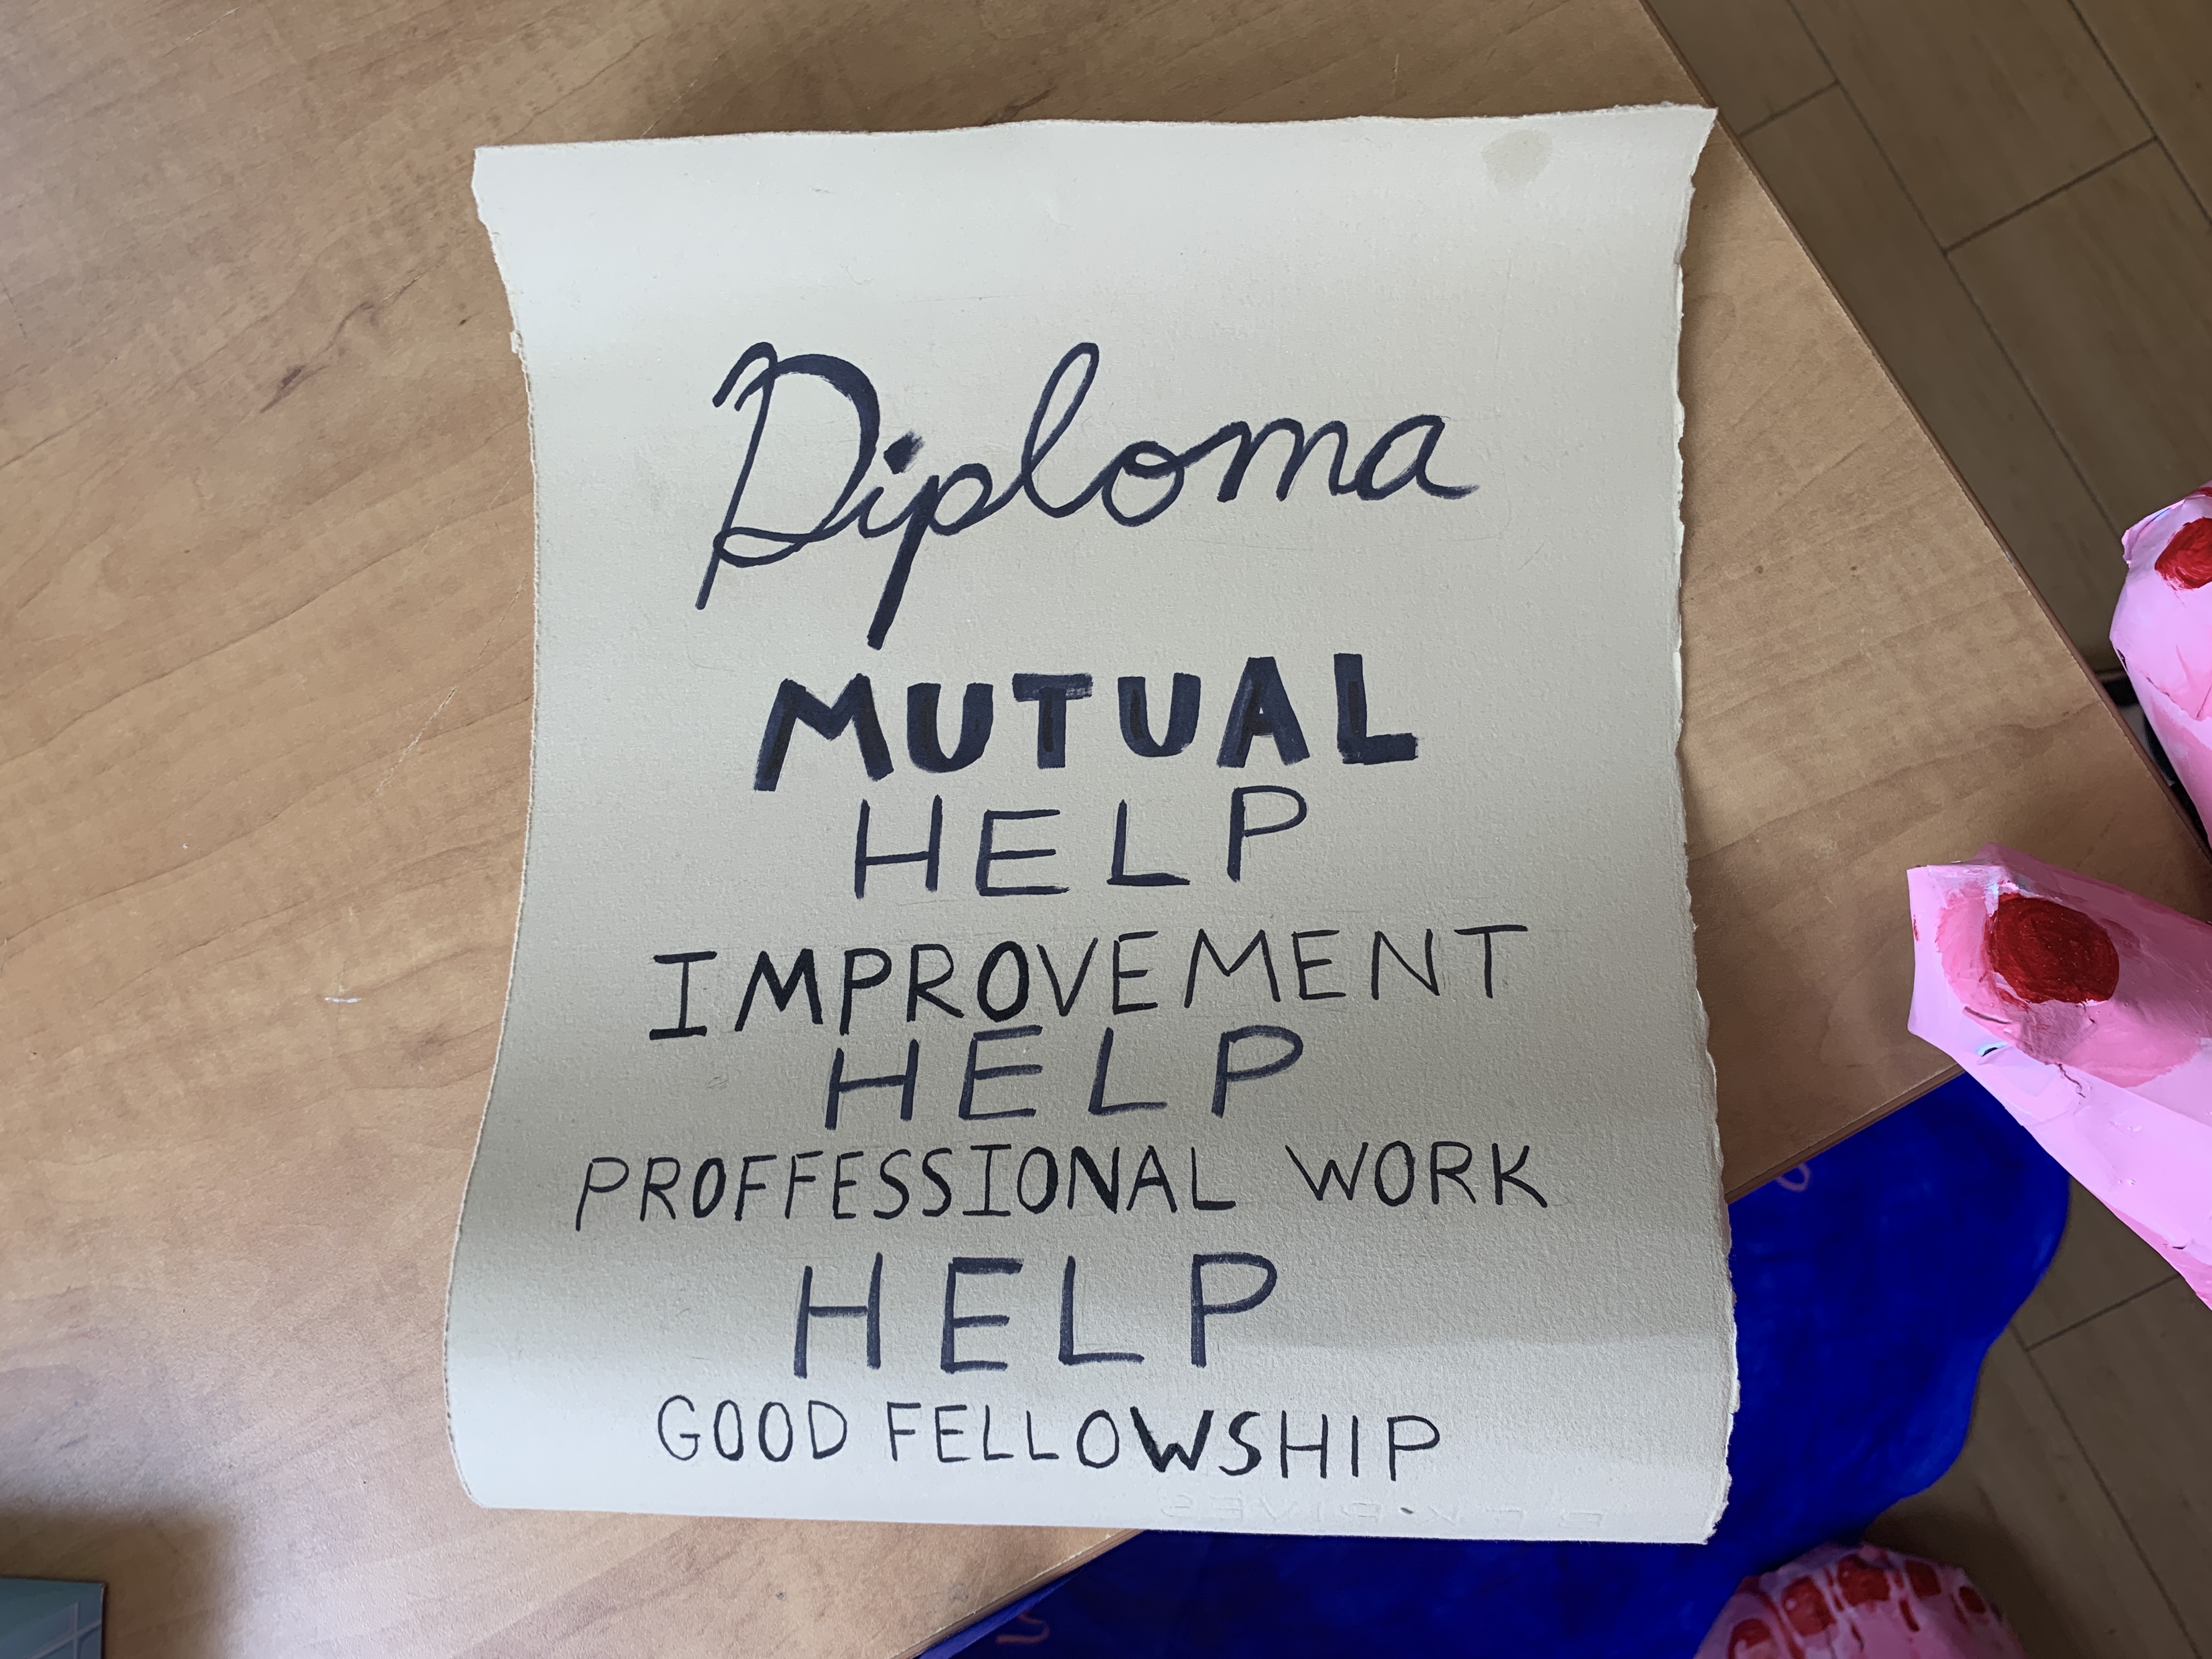 Diploma
MUTUAL
HELP
IMPROVEMENT
HELP
PROFFESSIONAL WORK
HELP
GOOD FELLOWSHIP